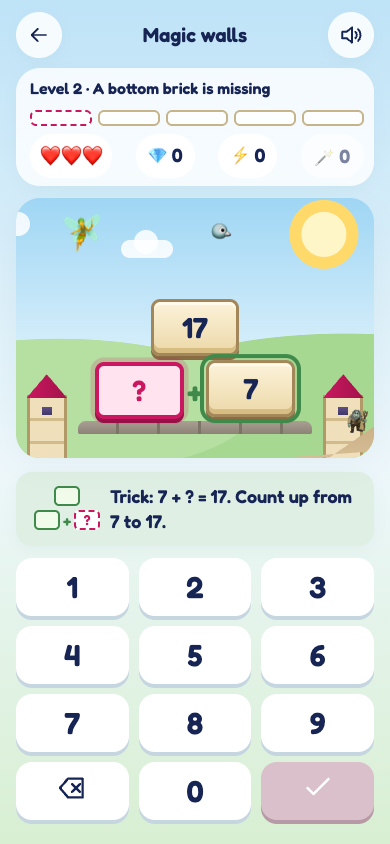 Magic walls
Level 2 · A bottom brick is missing
0 0 0
17
? + 7
+ ?
Trick: 7 + ? = 17. Count up from
7 to 17.
1 2 3
4 5 6
7 8 9
0